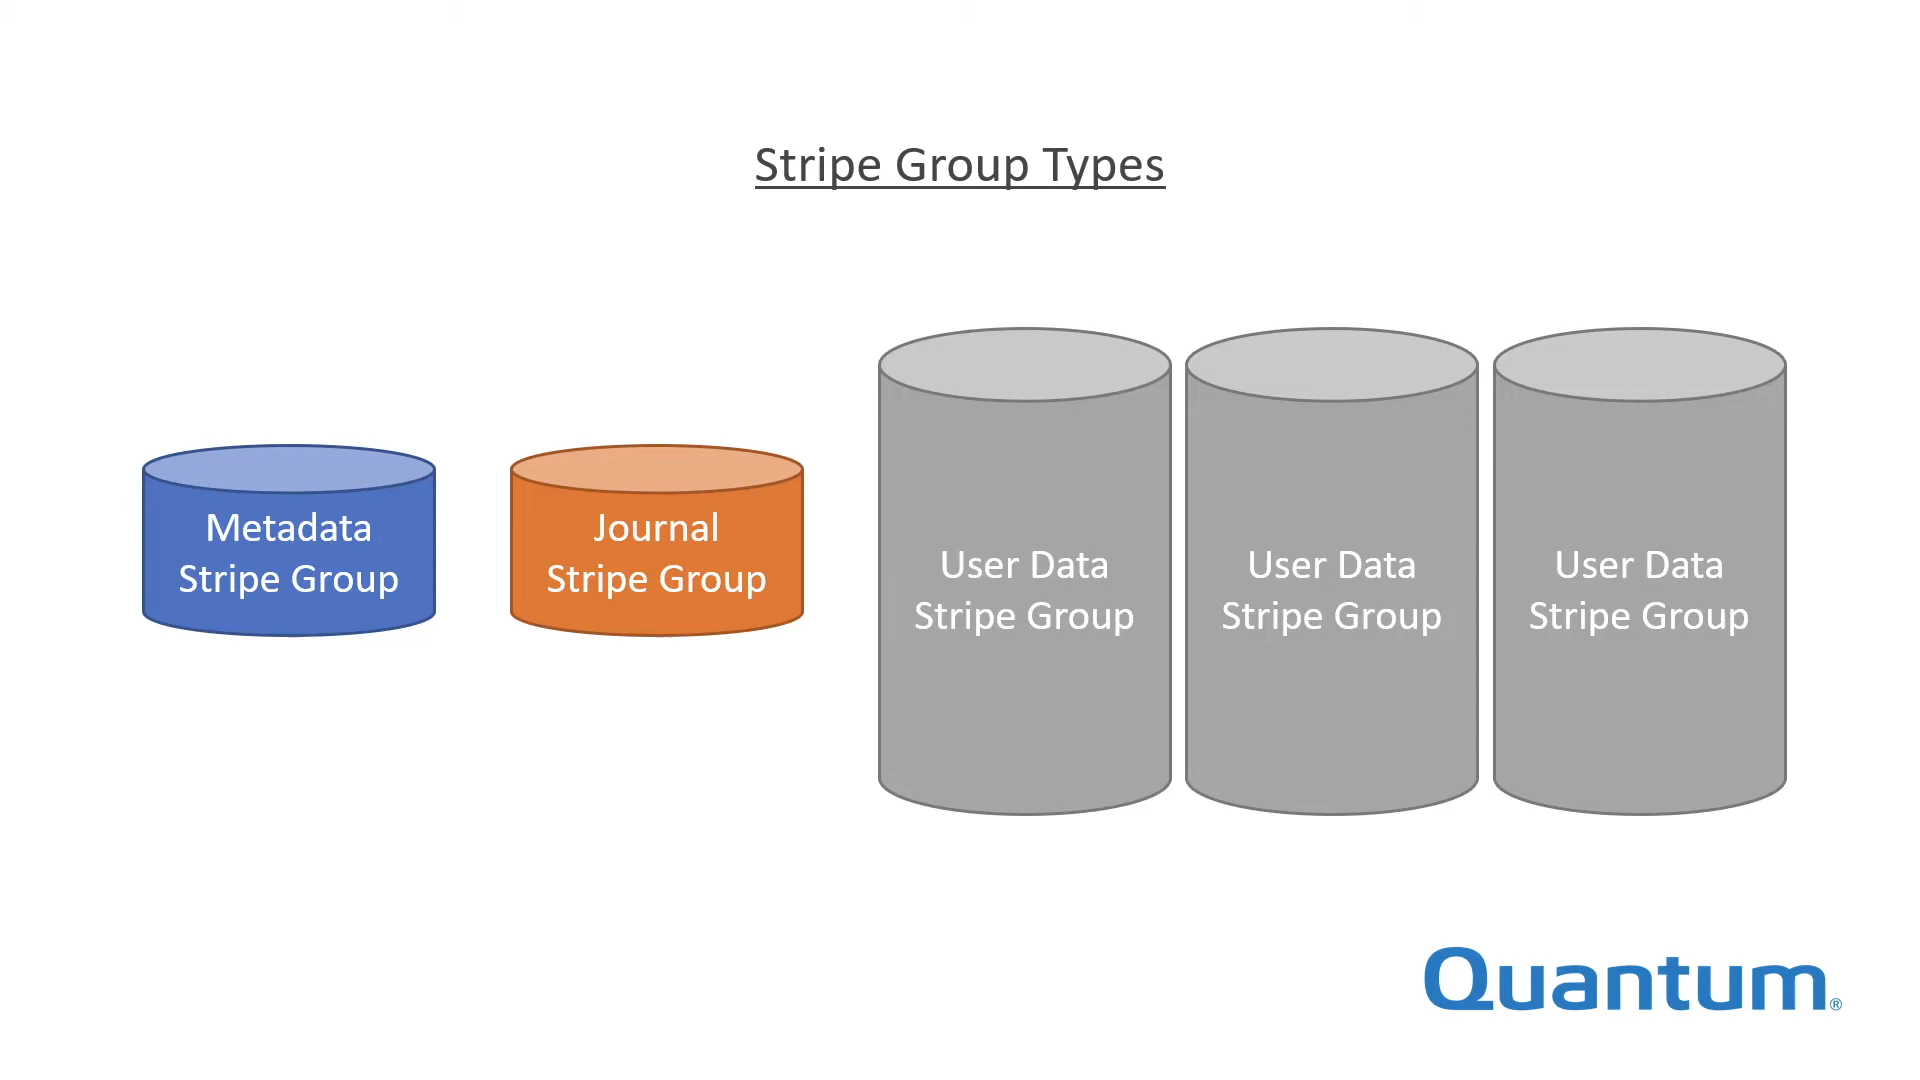 Stripe Group Types
Metadata
Stripe Group
Journal
Stripe Group
User Data
Stripe Group
User Data
Stripe Group
User Data
Stripe Group
Quantum®